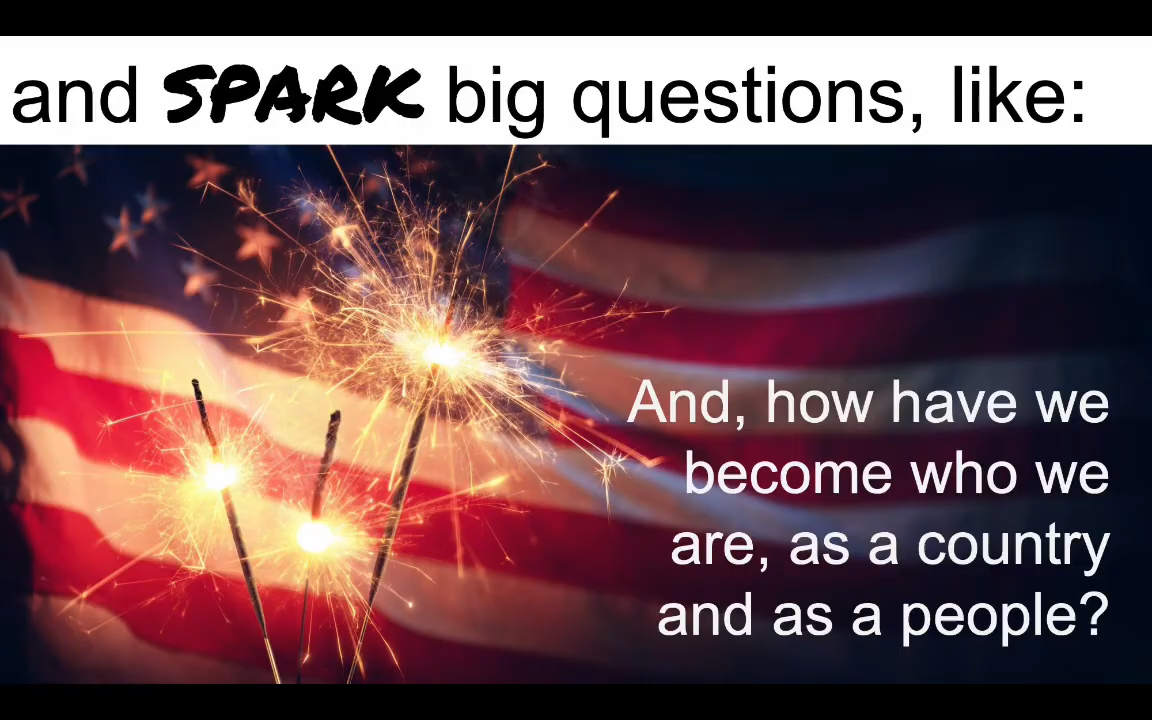 and SPARK big questions, like:
And, how have we
become who we
are, as a country
and as a people?